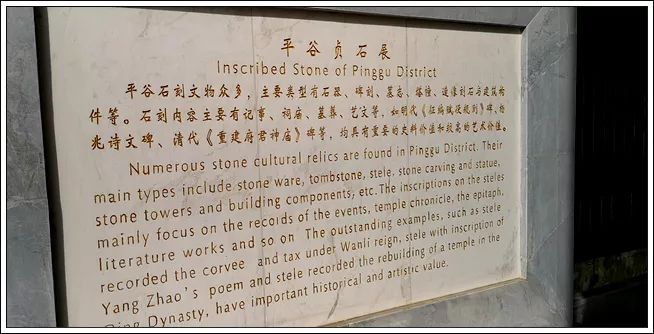 平谷贞石展
Inscribed Stone of Pinggu District
平谷石刻文物众多，主要类型有石器、碑刻、墓志、塔幢、造像刻石与建筑构
件等。石刻内容主要有记事、祠庙、墓葬、艺文等，如明代《征编赋役规则》碑、杨
兆诗文碑、清代《重建府君神庙》碑等，均具有重要的史料价值和较高的艺术价值。
Numerous stone cultural relics are found in Pinggu District. Their
main types include stone ware, tombstone, stele, stone carving and statue,
stone towers and building components, etc. The inscriptions on the steles
mainly focus on the records of the events, temple chronicle, the epitaph,
literature works and so on The outstanding examples, such as stele
recorded the corvee and tax under Wanli reign, stele with inscription of
Yang Zhao's poem and stele recorded the rebuilding of a temple in the
Qing Dynasty, have important historical and artistic value.